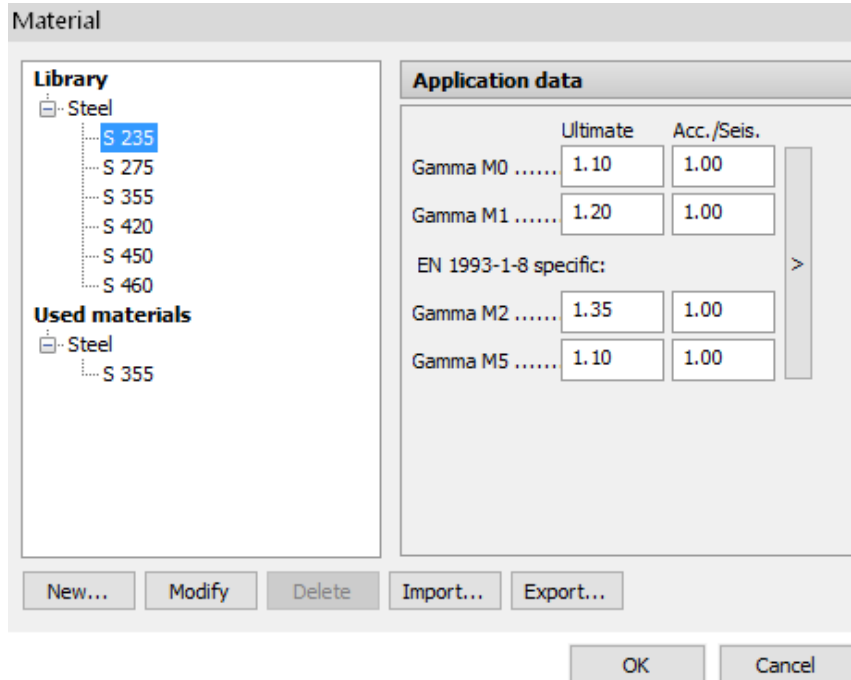 Material
Library
Steel
S 235
S 275
S 355
S 420
S 450
S 460
Used materials
Steel
S 355
Application data
Ultimate Acc./Seis.
Gamma M0 ...... 1.10 1.00
Gamma M1 ...... 1.20 1.00
EN 1993-1-8 specific:
Gamma M2 ...... 1.35 1.00
Gamma M5 ...... 1.10 1.00
>
New... Modify Delete Import... Export...
OK Cancel